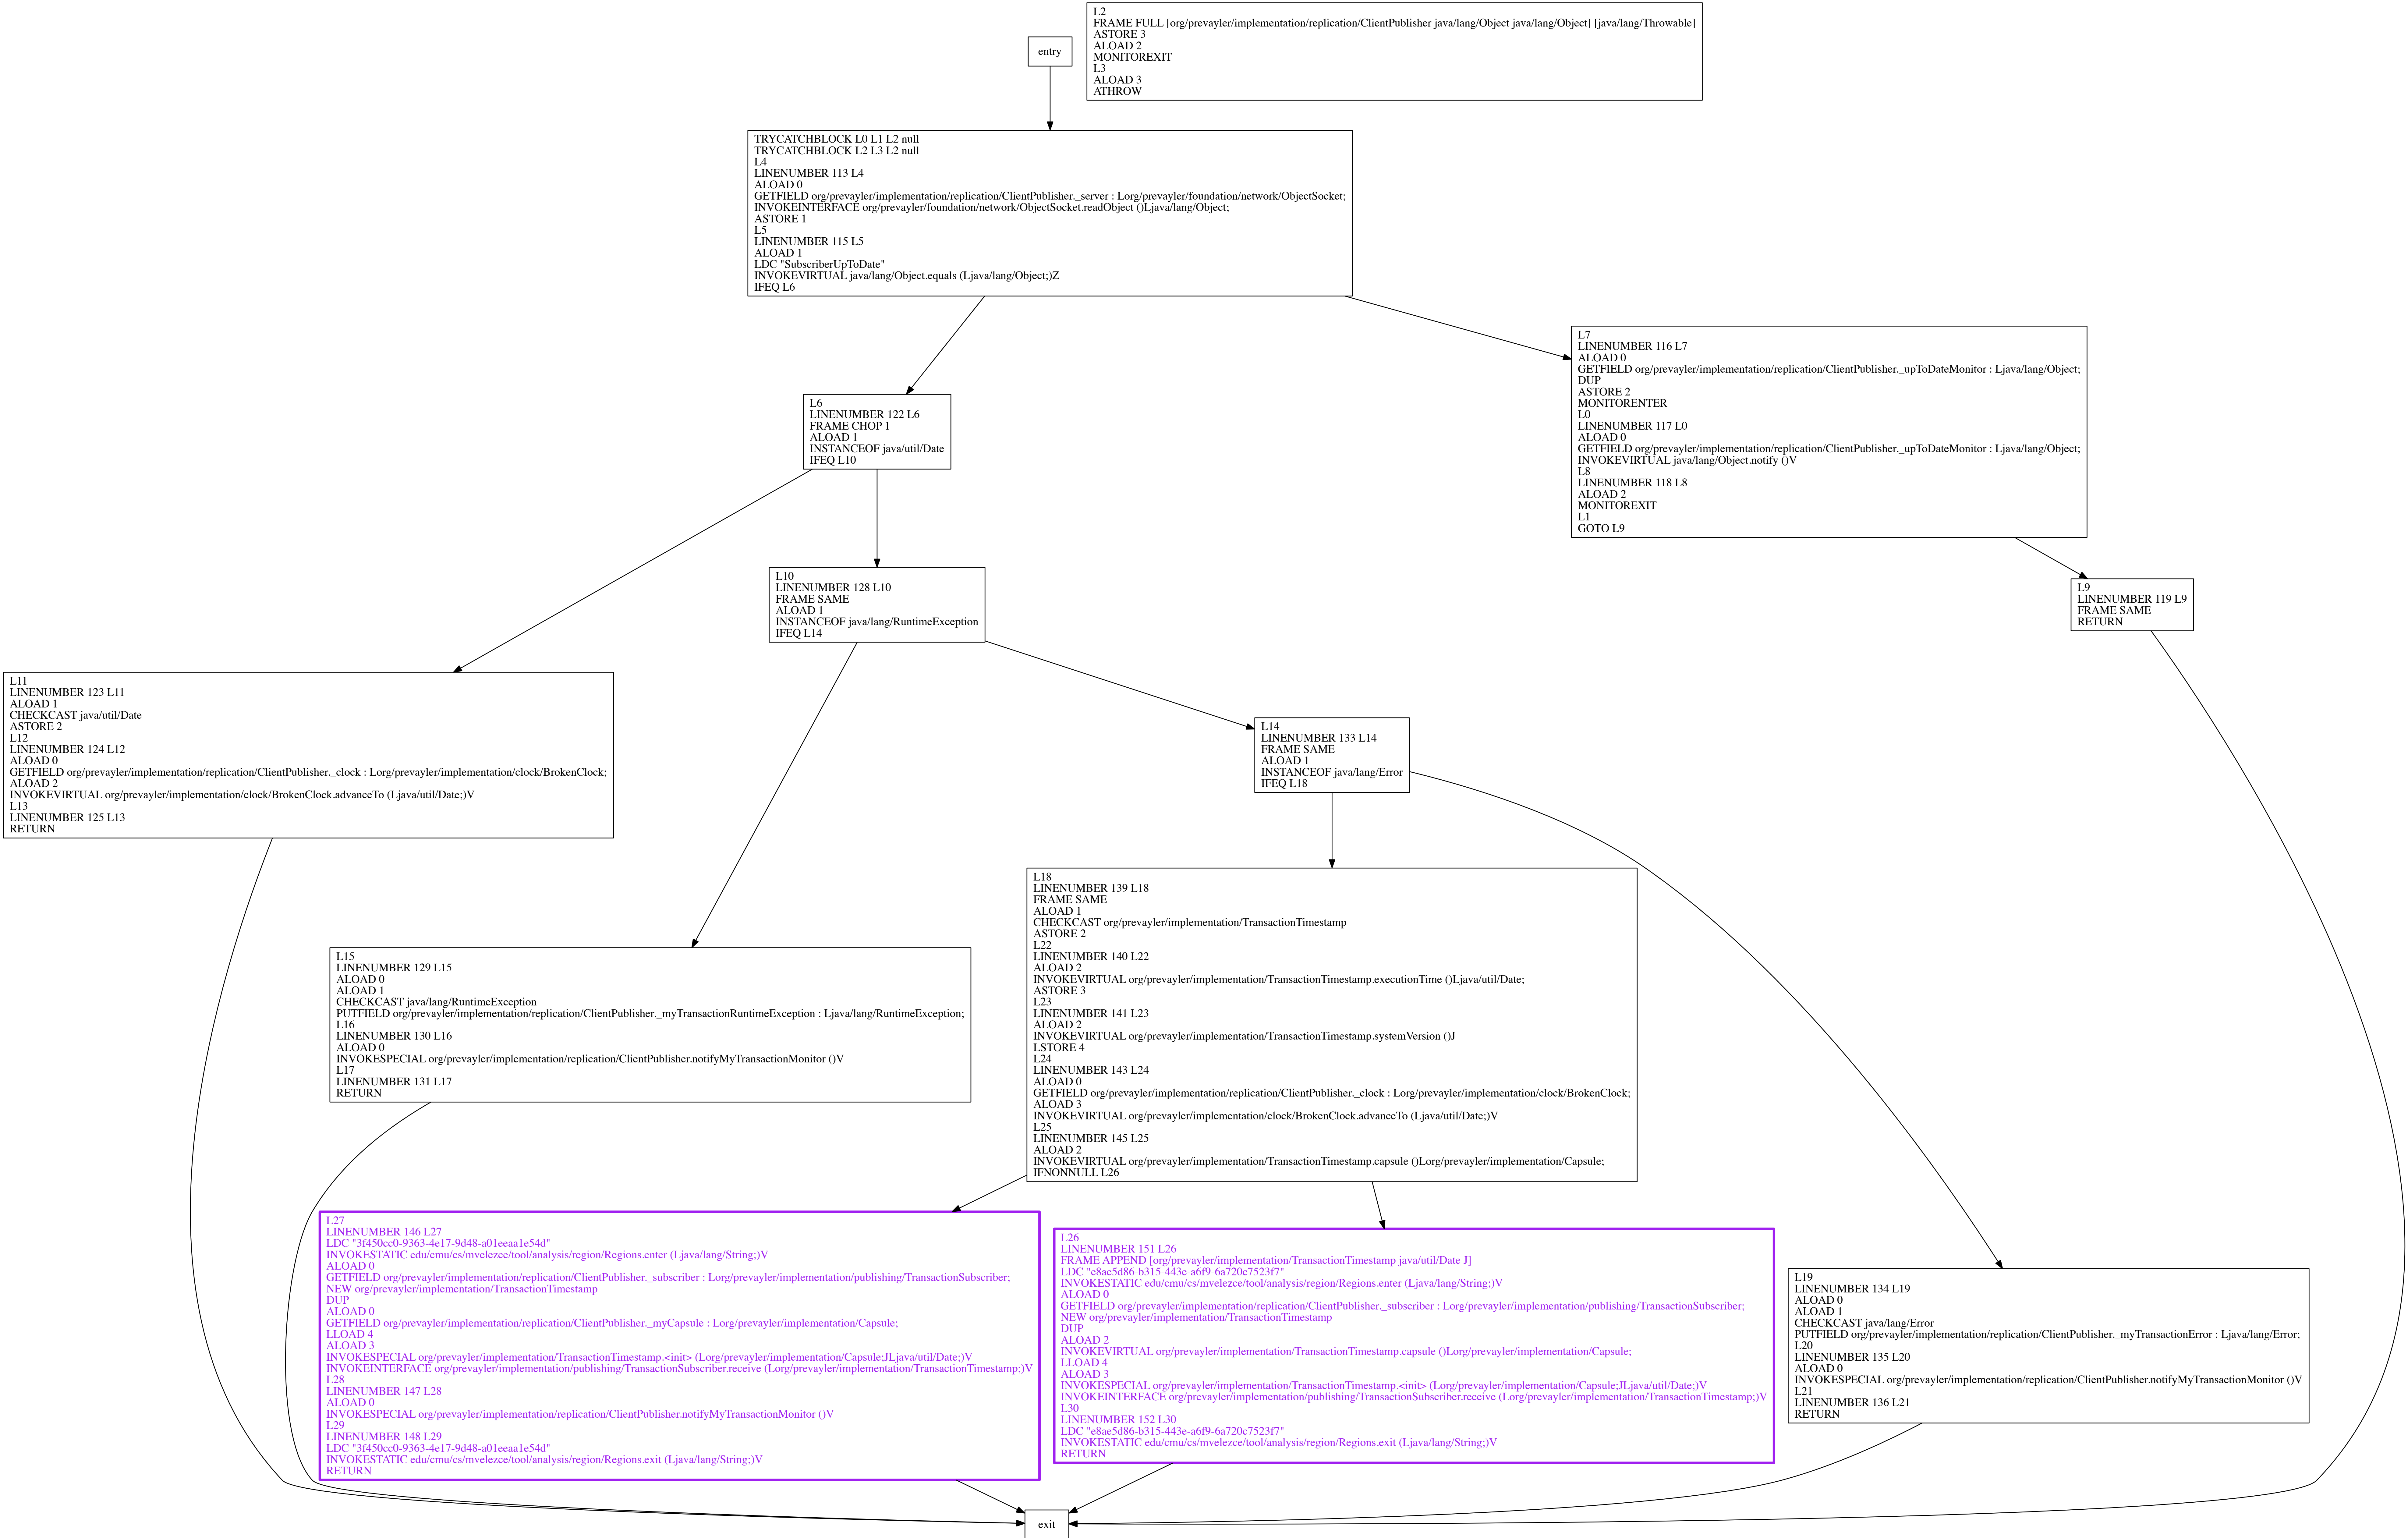 L2
FRAME FULL [org/prevayler/implementation/replication/ClientPublisher java/lang/Object java/lang/Object] [java/lang/Throwable]
ASTORE 3
ALOAD 2
MONITOREXIT
L3
ALOAD 3
ATHROW
entry
TRYCATCHBLOCK L0 L1 L2 null
TRYCATCHBLOCK L2 L3 L2 null
L4
LINENUMBER 113 L4
ALOAD 0
GETFIELD org/prevayler/implementation/replication/ClientPublisher._server : Lorg/prevayler/foundation/network/ObjectSocket;
INVOKEINTERFACE org/prevayler/foundation/network/ObjectSocket.readObject ()Ljava/lang/Object;
ASTORE 1
L5
LINENUMBER 115 L5
ALOAD 1
LDC "SubscriberUpToDate"
INVOKEVIRTUAL java/lang/Object.equals (Ljava/lang/Object;)Z
IFEQ L6
L7
LINENUMBER 116 L7
ALOAD 0
GETFIELD org/prevayler/implementation/replication/ClientPublisher._upToDateMonitor : Ljava/lang/Object;
DUP
ASTORE 2
MONITORENTER
L0
LINENUMBER 117 L0
ALOAD 0
GETFIELD org/prevayler/implementation/replication/ClientPublisher._upToDateMonitor : Ljava/lang/Object;
INVOKEVIRTUAL java/lang/Object.notify ()V
L8
LINENUMBER 118 L8
ALOAD 2
MONITOREXIT
L1
GOTO L9
L6
LINENUMBER 122 L6
FRAME CHOP 1
ALOAD 1
INSTANCEOF java/util/Date
IFEQ L10
L10
LINENUMBER 128 L10
FRAME SAME
ALOAD 1
INSTANCEOF java/lang/RuntimeException
IFEQ L14
L9
LINENUMBER 119 L9
FRAME SAME
RETURN
L11
LINENUMBER 123 L11
ALOAD 1
CHECKCAST java/util/Date
ASTORE 2
L12
LINENUMBER 124 L12
ALOAD 0
GETFIELD org/prevayler/implementation/replication/ClientPublisher._clock : Lorg/prevayler/implementation/clock/BrokenClock;
ALOAD 2
INVOKEVIRTUAL org/prevayler/implementation/clock/BrokenClock.advanceTo (Ljava/util/Date;)V
L13
LINENUMBER 125 L13
RETURN
L14
LINENUMBER 133 L14
FRAME SAME
ALOAD 1
INSTANCEOF java/lang/Error
IFEQ L18
L18
LINENUMBER 139 L18
FRAME SAME
ALOAD 1
CHECKCAST org/prevayler/implementation/TransactionTimestamp
ASTORE 2
L22
LINENUMBER 140 L22
ALOAD 2
INVOKEVIRTUAL org/prevayler/implementation/TransactionTimestamp.executionTime ()Ljava/util/Date;
ASTORE 3
L23
LINENUMBER 141 L23
ALOAD 2
INVOKEVIRTUAL org/prevayler/implementation/TransactionTimestamp.systemVersion ()J
LSTORE 4
L24
LINENUMBER 143 L24
ALOAD 0
GETFIELD org/prevayler/implementation/replication/ClientPublisher._clock : Lorg/prevayler/implementation/clock/BrokenClock;
ALOAD 3
INVOKEVIRTUAL org/prevayler/implementation/clock/BrokenClock.advanceTo (Ljava/util/Date;)V
L25
LINENUMBER 145 L25
ALOAD 2
INVOKEVIRTUAL org/prevayler/implementation/TransactionTimestamp.capsule ()Lorg/prevayler/implementation/Capsule;
IFNONNULL L26
L15
LINENUMBER 129 L15
ALOAD 0
ALOAD 1
CHECKCAST java/lang/RuntimeException
PUTFIELD org/prevayler/implementation/replication/ClientPublisher._myTransactionRuntimeException : Ljava/lang/RuntimeException;
L16
LINENUMBER 130 L16
ALOAD 0
INVOKESPECIAL org/prevayler/implementation/replication/ClientPublisher.notifyMyTransactionMonitor ()V
L17
LINENUMBER 131 L17
RETURN
L27
LINENUMBER 146 L27
LDC "3f450cc0-9363-4e17-9d48-a01eeaa1e54d"
INVOKESTATIC edu/cmu/cs/mvelezce/tool/analysis/region/Regions.enter (Ljava/lang/String;)V
ALOAD 0
GETFIELD org/prevayler/implementation/replication/ClientPublisher._subscriber : Lorg/prevayler/implementation/publishing/TransactionSubscriber;
NEW org/prevayler/implementation/TransactionTimestamp
DUP
ALOAD 0
GETFIELD org/prevayler/implementation/replication/ClientPublisher._myCapsule : Lorg/prevayler/implementation/Capsule;
LLOAD 4
ALOAD 3
INVOKESPECIAL org/prevayler/implementation/TransactionTimestamp.<init> (Lorg/prevayler/implementation/Capsule;JLjava/util/Date;)V
INVOKEINTERFACE org/prevayler/implementation/publishing/TransactionSubscriber.receive (Lorg/prevayler/implementation/TransactionTimestamp;)V
L28
LINENUMBER 147 L28
ALOAD 0
INVOKESPECIAL org/prevayler/implementation/replication/ClientPublisher.notifyMyTransactionMonitor ()V
L29
LINENUMBER 148 L29
LDC "3f450cc0-9363-4e17-9d48-a01eeaa1e54d"
INVOKESTATIC edu/cmu/cs/mvelezce/tool/analysis/region/Regions.exit (Ljava/lang/String;)V
RETURN
L26
LINENUMBER 151 L26
FRAME APPEND [org/prevayler/implementation/TransactionTimestamp java/util/Date J]
LDC "e8ae5d86-b315-443e-a6f9-6a720c7523f7"
INVOKESTATIC edu/cmu/cs/mvelezce/tool/analysis/region/Regions.enter (Ljava/lang/String;)V
ALOAD 0
GETFIELD org/prevayler/implementation/replication/ClientPublisher._subscriber : Lorg/prevayler/implementation/publishing/TransactionSubscriber;
NEW org/prevayler/implementation/TransactionTimestamp
DUP
ALOAD 2
INVOKEVIRTUAL org/prevayler/implementation/TransactionTimestamp.capsule ()Lorg/prevayler/implementation/Capsule;
LLOAD 4
ALOAD 3
INVOKESPECIAL org/prevayler/implementation/TransactionTimestamp.<init> (Lorg/prevayler/implementation/Capsule;JLjava/util/Date;)V
INVOKEINTERFACE org/prevayler/implementation/publishing/TransactionSubscriber.receive (Lorg/prevayler/implementation/TransactionTimestamp;)V
L30
LINENUMBER 152 L30
LDC "e8ae5d86-b315-443e-a6f9-6a720c7523f7"
INVOKESTATIC edu/cmu/cs/mvelezce/tool/analysis/region/Regions.exit (Ljava/lang/String;)V
RETURN
L19
LINENUMBER 134 L19
ALOAD 0
ALOAD 1
CHECKCAST java/lang/Error
PUTFIELD org/prevayler/implementation/replication/ClientPublisher._myTransactionError : Ljava/lang/Error;
L20
LINENUMBER 135 L20
ALOAD 0
INVOKESPECIAL org/prevayler/implementation/replication/ClientPublisher.notifyMyTransactionMonitor ()V
L21
LINENUMBER 136 L21
RETURN
exit